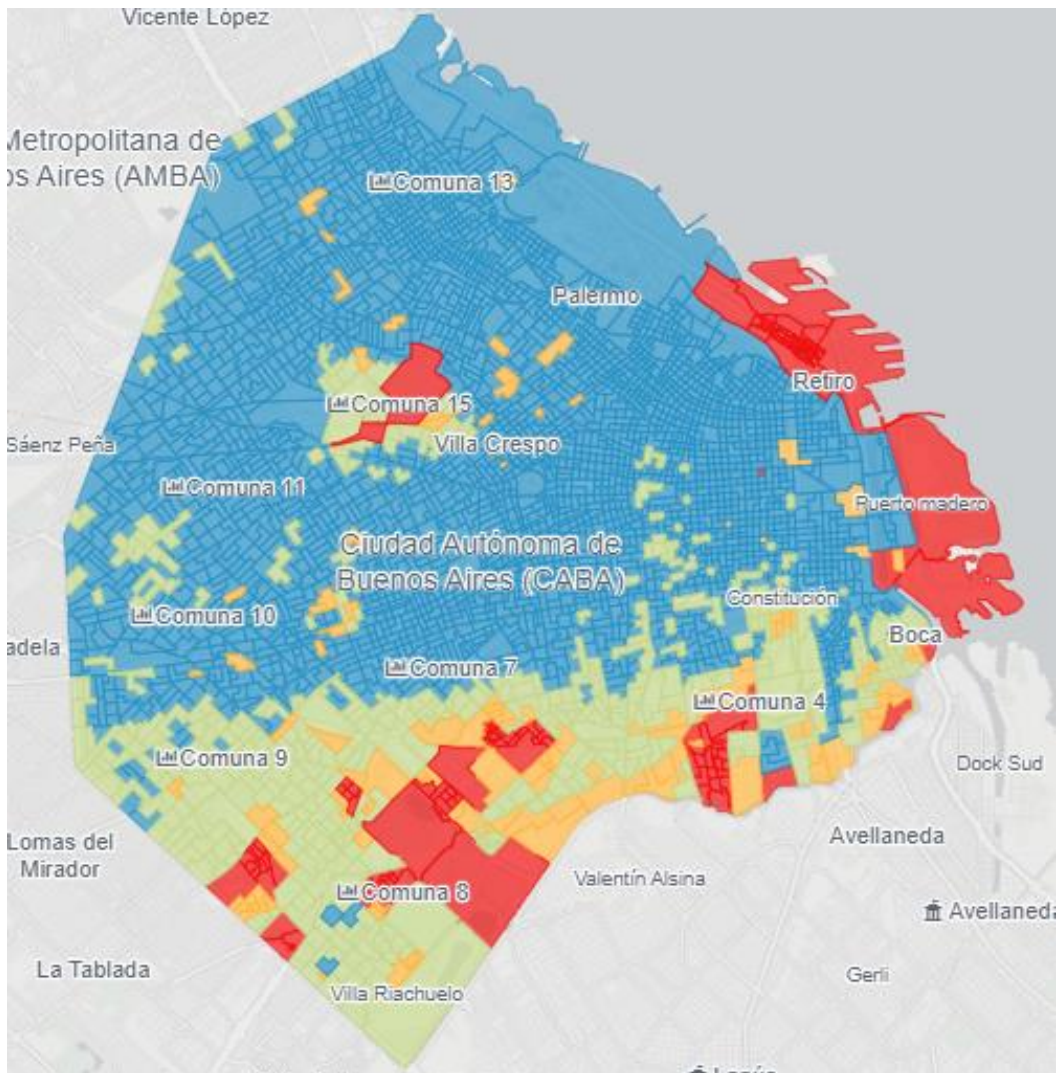 Vicente López
Metropolitana de
os Aires (AMBA)
Comuna 13
Palermo
Retiro
Comuna 15
Sáenz Peña
Villa Crespo
Comuna 11
Puerto madero
Ciudad Autónoma de
Buenos Aires (CABA)
Constitución
Comuna 10
Boca
adela
Comuna 7
Comuna 4
Comuna 9
Dock Sud
Lomas del
Mirador
Avellaneda
Valentín Alsina
Comuna 8
Avellaneda
La Tablada
Gerli
Villa Riachuelo